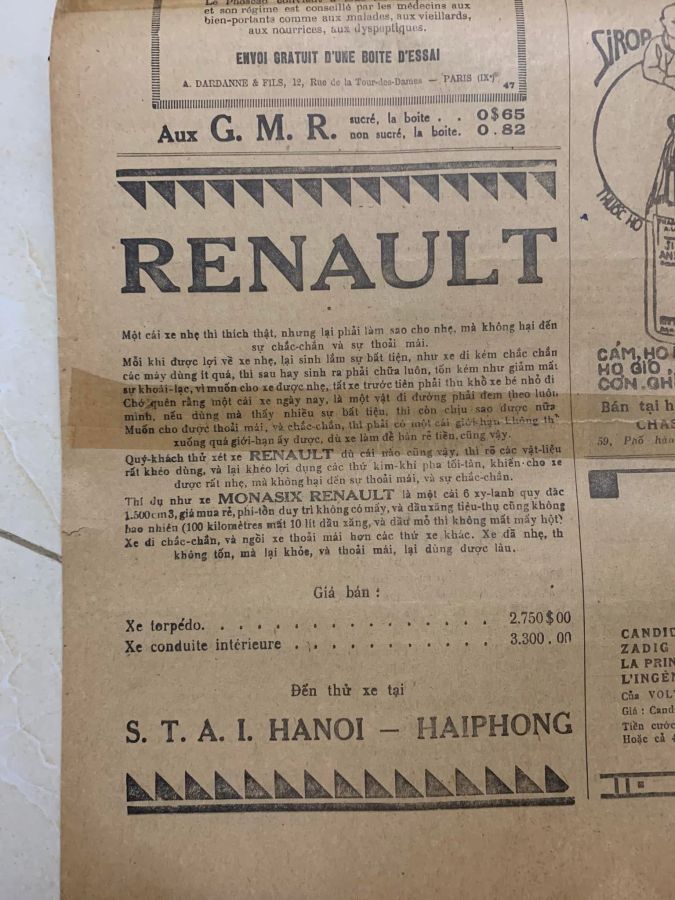 et son régime est conseillé par les médecins aux
bien-portants comme aux malades, aux vieillards,
aux nourrices, aux dyspeptiques.
ENVOI GRATUIT D'UNE BOITE D'ESSAI
A. DARDANNE & FILS, 12, Rue de la Tour-des-Dames — PARIS (IXᵉ)
47
Aux G. M. R. sucré, la boite . . 0$65
non sucré, la boite. 0.82
RENAULT
Một cái xe nhẹ thì thích thật, nhưng lại phải làm sao cho nhẹ, mà không hại đến
sự chắc-chắn và sự thoải mái.
Mỗi khi được lợi về xe nhẹ, lại sinh lắm sự bất tiện, như xe đi kém chắc chắn
các máy dùng ít quá, thì sau hay sinh ra phải chữa luôn, tốn kém như giảm mất
sự khoái-lạc, vì muốn cho xe được nhẹ, tất xe trước tiên phải thu khổ xe bé nhỏ đi
Chớ quên rằng một cái xe ngày nay, là một vật đi đường phải đem theo luôn
mình, nếu dùng mà thấy nhiều sự bất tiện, thì còn chịu sao được nữa
Muốn cho được thoải mái, và chắc-chắn, thì phải có một cái giới-hạn không th
xuống quá giới-hạn ấy được, dù xe làm để bán rẻ tiền cũng vậy.
Quý-khách thử xét xe RENAULT dù cái nào cũng vậy, thì rõ các vật-liệu
rất khéo dùng, và lại khéo lợi dụng các thứ kim-khí pha tối-tân, khiến cho xe
được rất nhẹ, mà không hại đến sự thoải mái, và sự chắc-chắn.
Thí dụ như xe MONASIX RENAULT là một cái 6 xy-lanh quy đặc
1.500cm3, giá mua rẻ, phí-tổn duy trì không có mấy, và dầu xăng tiêu-thụ cũng không
bao nhiêu (100 kilomètres mất 10 lít dầu xăng, và dầu mỡ thì không mất mấy hột)
Xe đi chắc-chắn, và ngồi xe thoải mái hơn các thứ xe khác. Xe đã nhẹ, th
không tốn, mà lại khỏe, và thoải mái, lại dùng được lâu.
Giá bán :
Xe torpédo. . . . . . . . . . . . . . . 2.750$00
Xe conduite intérieure . . . . . . . . . . 3.300.00
Đến thử xe tại
S. T. A. I. HANOI — HAIPHONG
SIROP
THUỐC HO
CẢM, HO
HO GIÓ,
CƠN. GH
Bán tại h
CHAS
59, Phố hàn
CANDID
ZADIG
LA PRIN
L'INGÉN
Của VOLT
Giá : Cand
Tiền cước
Hoặc cả 4